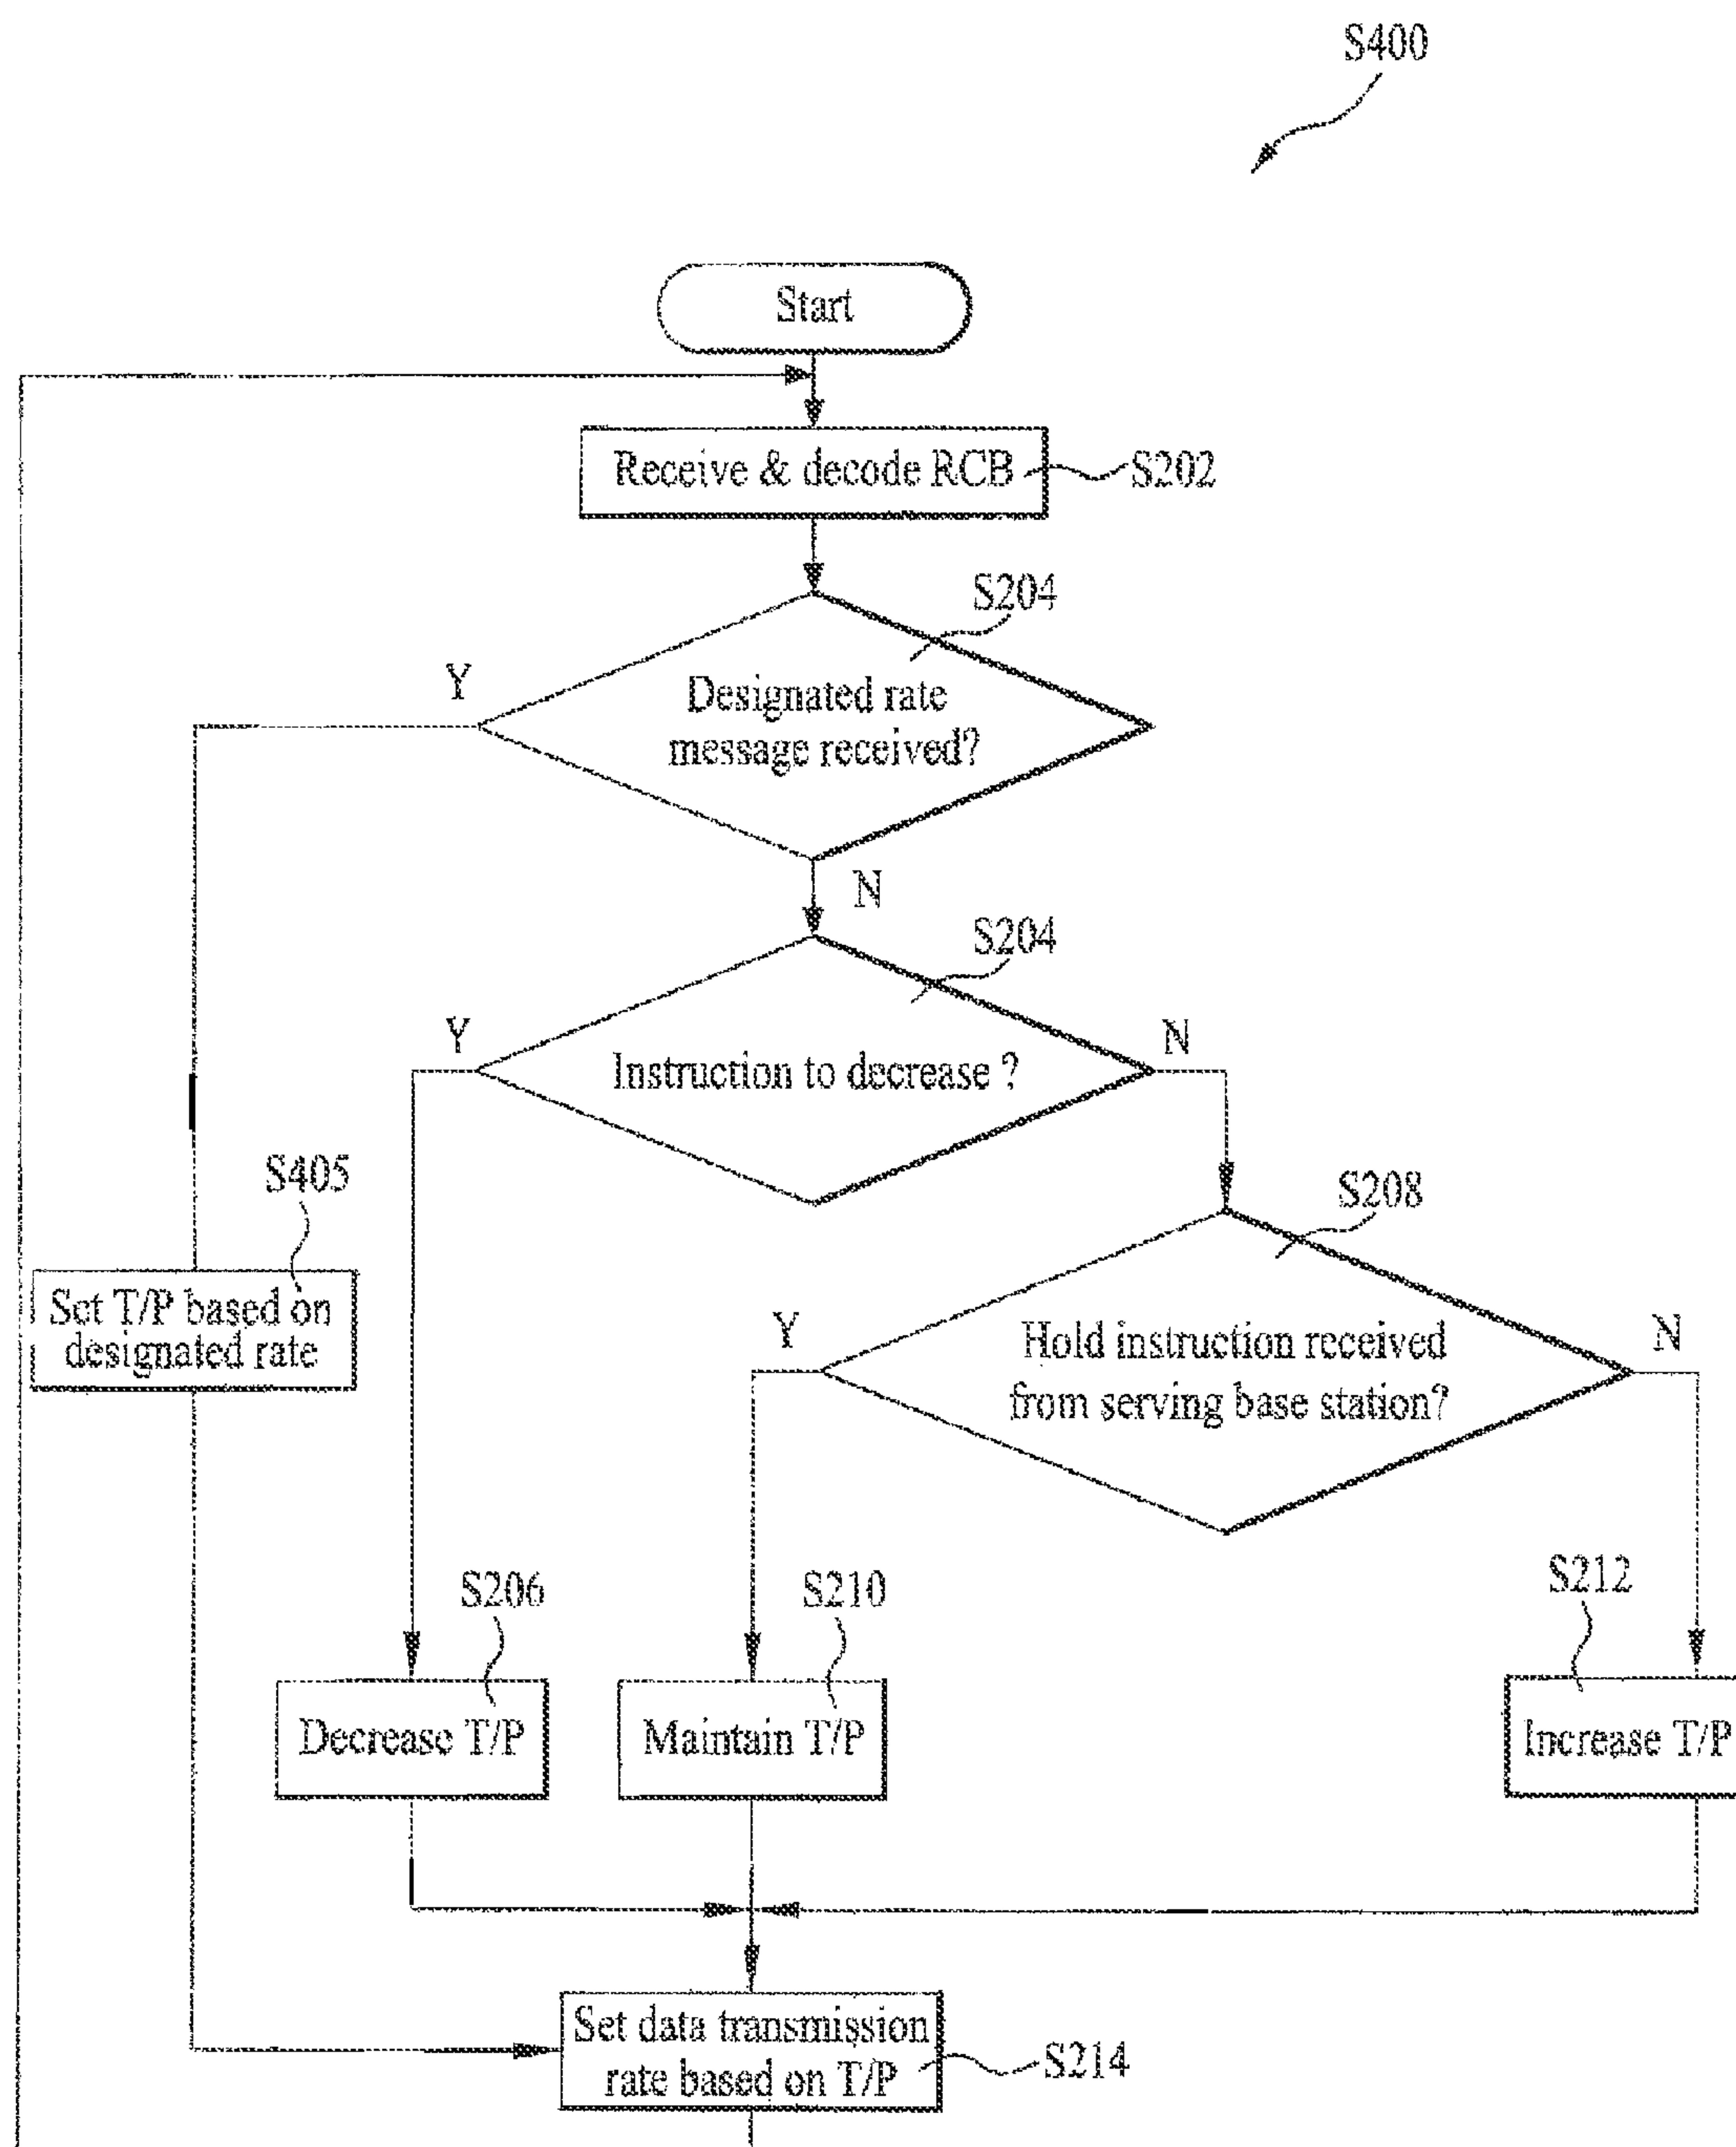 S400
Start
Receive & decode RCB
S202
S204
Y
Designated rate
message received?
N
S204
Y
N
Instruction to decrease ?
S405
S208
Set T/P based on
designated rate
Y
N
Hold instruction received
from serving base station?
S206
S210
S212
Decrease T/P
Maintain T/P
Increase T/P
Set data transmission
rate based on T/P
S214